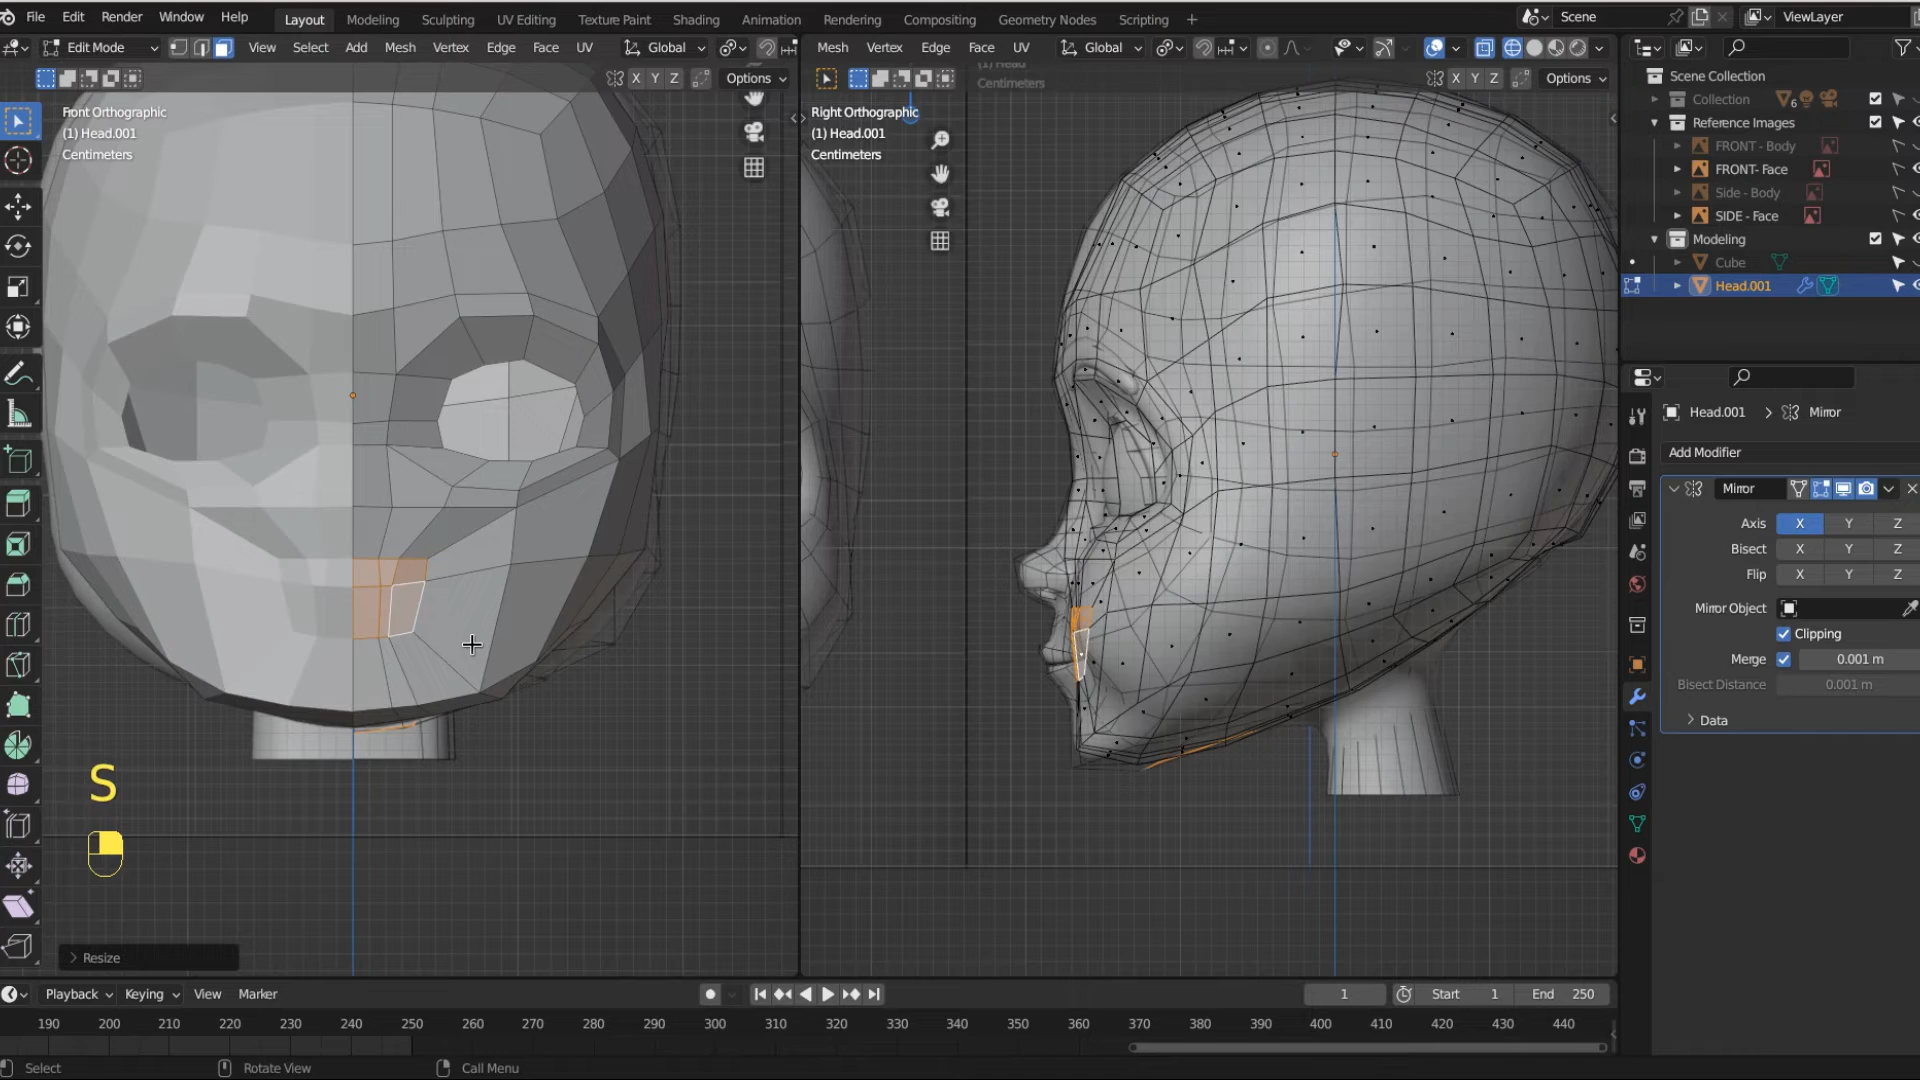 File Edit Render Window Help Layout Modeling Sculpting UV Editing Texture Paint Shading Animation Rendering Compositing Geometry Nodes Scripting + Scene ViewLayer
Edit Mode View Select Add Mesh Vertex Edge Face UV Global
Mesh Vertex Edge Face UV Global
X Y Z Options
X Y Z Options
Front Orthographic
(1) Head.001
Centimeters
(1) Head
Centimeters
Right Orthographic
(1) Head.001
Centimeters
Scene Collection
Collection 6
Reference Images
FRONT - Body
FRONT- Face
Side - Body
SIDE - Face
Modeling
Cube
Head.001
Head.001 > Mirror
Add Modifier
Mirror
Axis X Y Z
Bisect X Y Z
Flip X Y Z
Mirror Object
Clipping
Merge 0.001 m
Bisect Distance 0.001 m
Data
S
Resize
Playback Keying View Marker 1 Start 1 End 250
190 200 210 220 230 240 250 260 270 280 290 300 310 320 330 340 350 360 370 380 390 400 410 420 430 440
Select Rotate View Call Menu